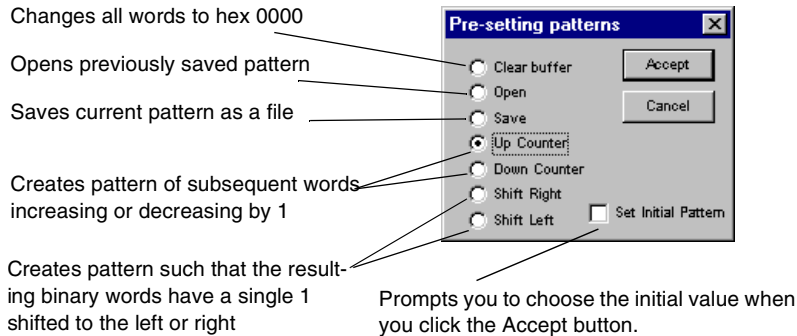 Changes all words to hex 0000
Opens previously saved pattern
Saves current pattern as a file
Creates pattern of subsequent words
increasing or decreasing by 1
Creates pattern such that the result-
ing binary words have a single 1
shifted to the left or right
Pre-setting patterns
Clear buffer
Open
Save
Up Counter
Down Counter
Shift Right
Shift Left
Accept
Cancel
Set Initial Pattern
Prompts you to choose the initial value when
you click the Accept button.